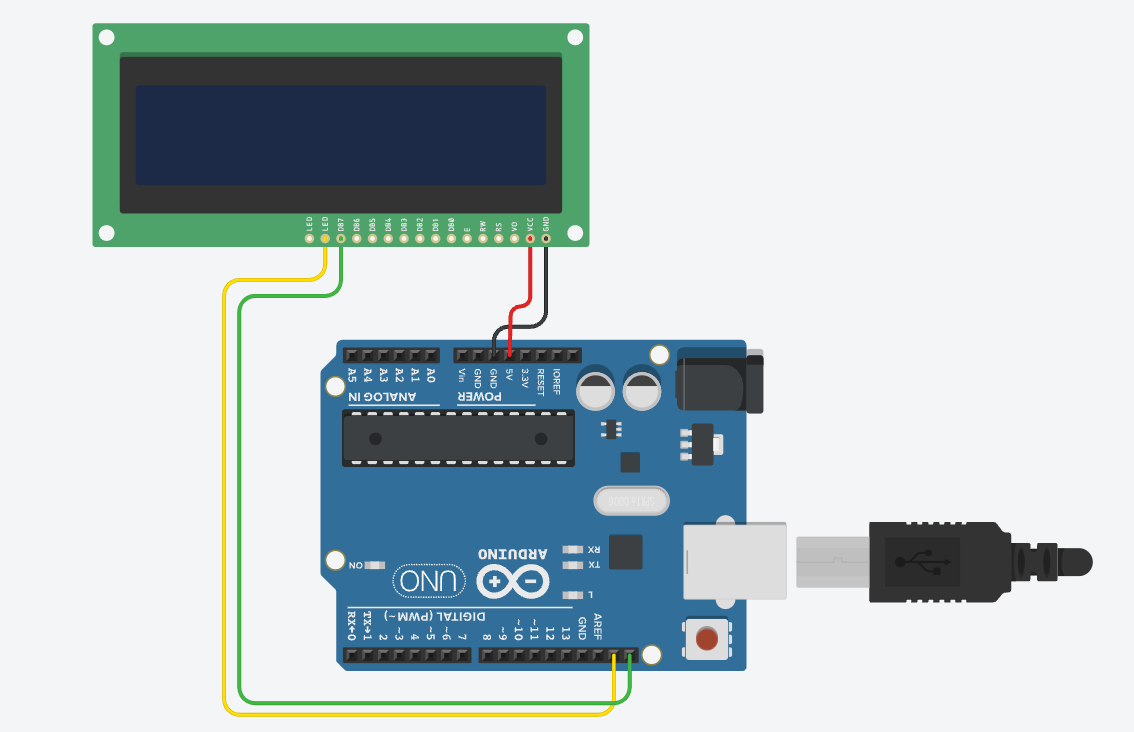 LED LED DB7 DB6 DB5 DB4 DB3 DB2 DB1 DB0 E RW RS VO VCC GND
A5 A4 A3 A2 A1 A0
Vin GND GND 5V 3.3V RESET IOREF
ANALOG IN
POWER
ARDUINO
UNO
RX
TX
ON
L
DIGITAL (PWM~)
RX←0 TX→1 2 ~3 4 ~5 ~6 7
8 ~9 ~10 ~11 12 13 GND AREF